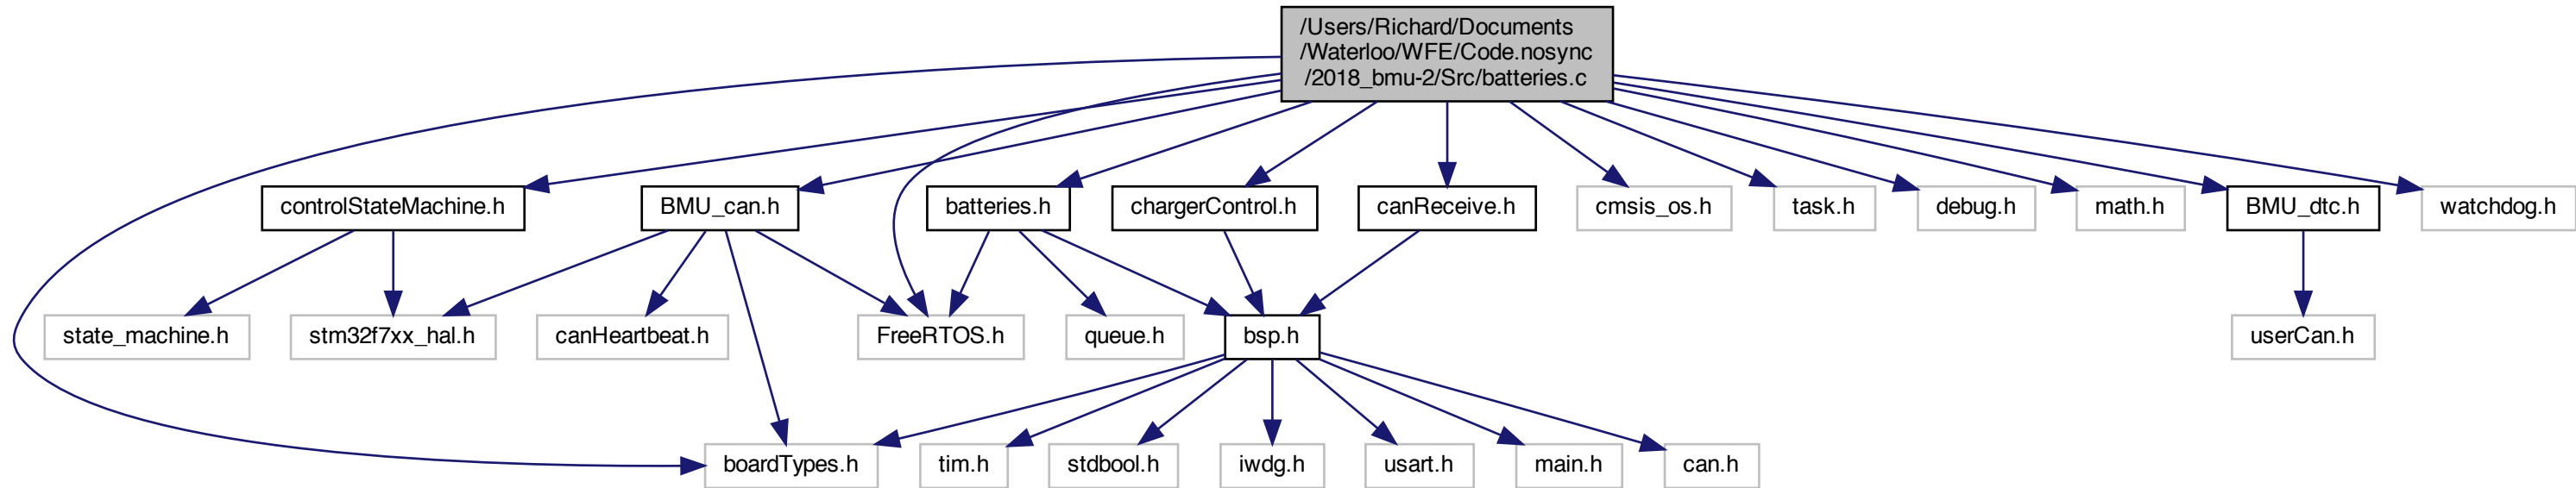 /Users/Richard/Documents
/Waterloo/WFE/Code.nosync
/2018_bmu-2/Src/batteries.c
controlStateMachine.h
BMU_can.h
batteries.h
chargerControl.h
canReceive.h
cmsis_os.h
task.h
debug.h
math.h
BMU_dtc.h
watchdog.h
state_machine.h
stm32f7xx_hal.h
canHeartbeat.h
FreeRTOS.h
queue.h
bsp.h
userCan.h
boardTypes.h
tim.h
stdbool.h
iwdg.h
usart.h
main.h
can.h